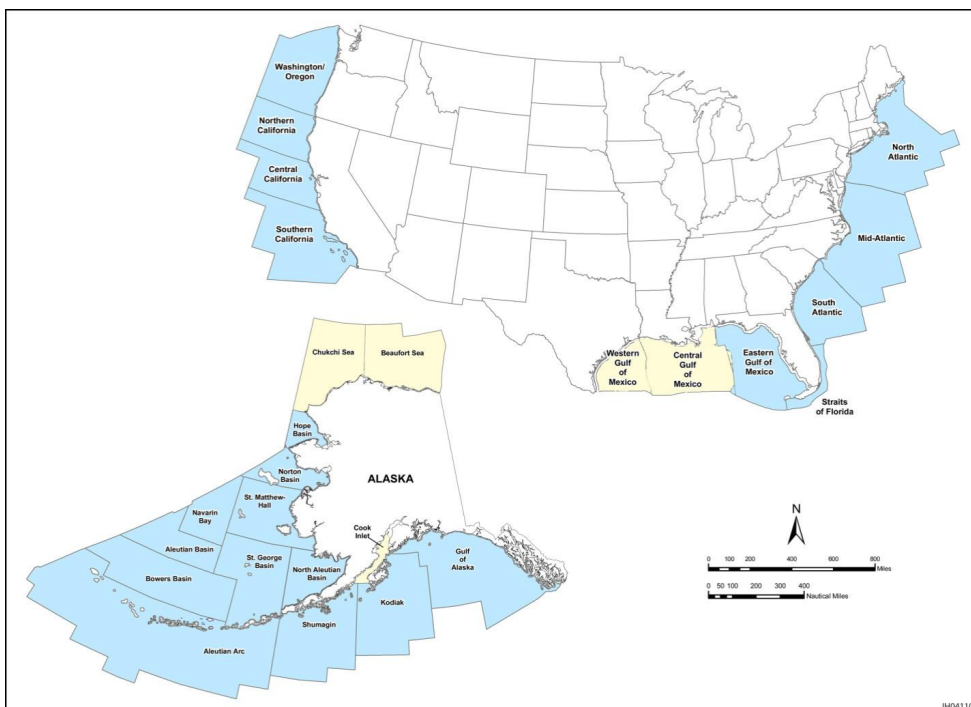 Washington/
Oregon
Northern
California
Central
California
Southern
California
North
Atlantic
Mid-Atlantic
South
Atlantic
Straits
of Florida
Eastern
Gulf of
Mexico
Central
Gulf
of
Mexico
Western
Gulf of
Mexico
Chukchi Sea
Beaufort Sea
Hope
Basin
Norton
Basin
St. Matthew-
Hall
Navarin
Bay
Aleutian Basin
Bowers Basin
St. George
Basin
North Aleutian
Basin
Aleutian Arc
Shumagin
Kodiak
Cook
Inlet
Gulf
of
Alaska
ALASKA
N
0 100 200 400 600 800
Miles
0 50 100 200 300 400
Nautical Miles